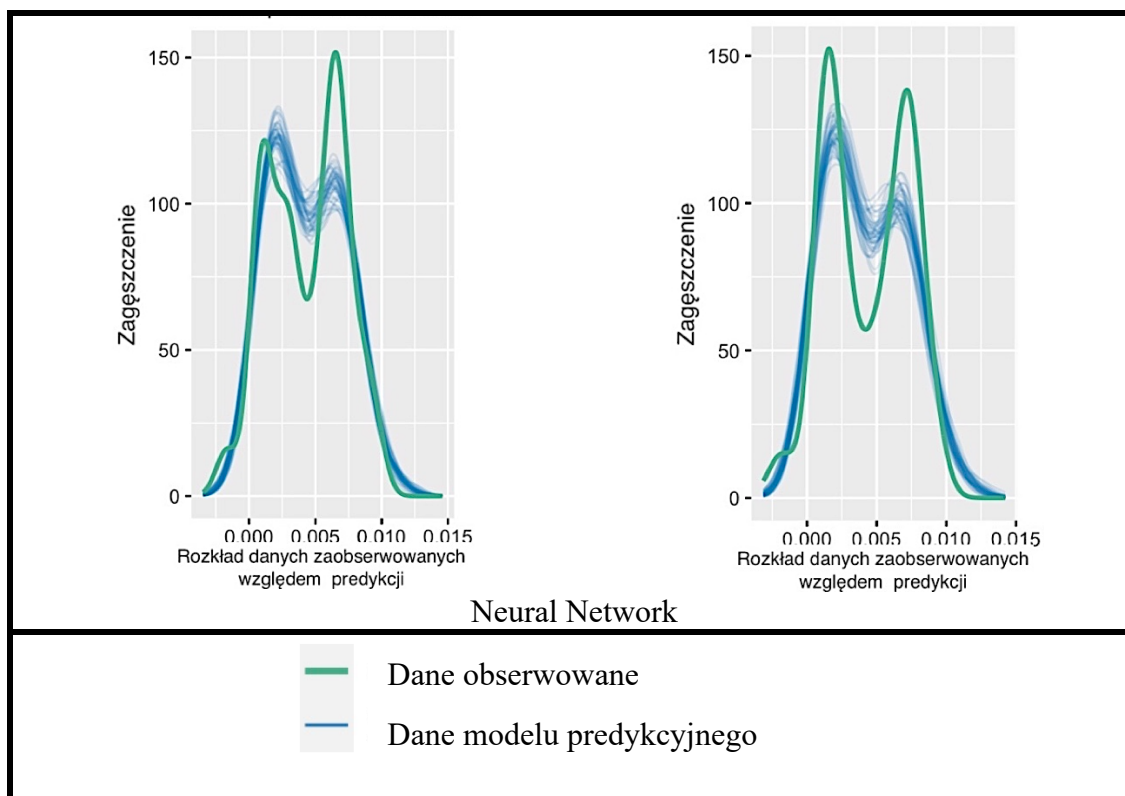 150
100
50
0
Zagęszczenie
0.000 0.005 0.010 0.015
Rozkład danych zaobserwowanych
względem predykcji
150
100
50
0
Zagęszczenie
0.000 0.005 0.010 0.015
Rozkład danych zaobserwowanych
względem predykcji
Neural Network
Dane obserwowane
Dane modelu predykcyjnego